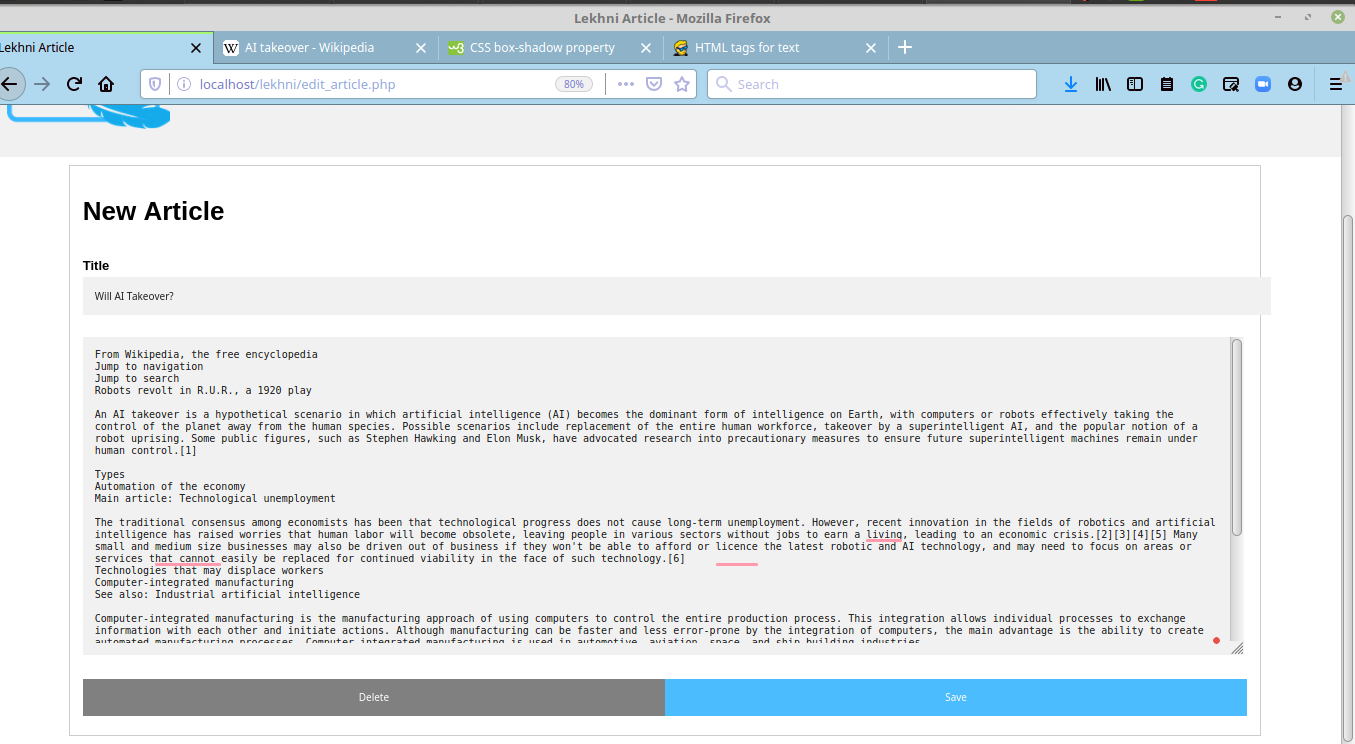 Lekhni Article - Mozilla Firefox
Lekhni Article
AI takeover - Wikipedia
CSS box-shadow property
HTML tags for text
localhost/lekhni/edit_article.php
80%
Search
New Article
Title
Will AI Takeover?
From Wikipedia, the free encyclopedia
Jump to navigation
Jump to search
Robots revolt in R.U.R., a 1920 play
An AI takeover is a hypothetical scenario in which artificial intelligence (AI) becomes the dominant form of intelligence on Earth, with computers or robots effectively taking the
control of the planet away from the human species. Possible scenarios include replacement of the entire human workforce, takeover by a superintelligent AI, and the popular notion of a
robot uprising. Some public figures, such as Stephen Hawking and Elon Musk, have advocated research into precautionary measures to ensure future superintelligent machines remain under
human control.[1]
Types
Automation of the economy
Main article: Technological unemployment
The traditional consensus among economists has been that technological progress does not cause long-term unemployment. However, recent innovation in the fields of robotics and artificial
intelligence has raised worries that human labor will become obsolete, leaving people in various sectors without jobs to earn a living, leading to an economic crisis.[2][3][4][5] Many
small and medium size businesses may also be driven out of business if they won't be able to afford or licence the latest robotic and AI technology, and may need to focus on areas or
services that cannot easily be replaced for continued viability in the face of such technology.[6]
Technologies that may displace workers
Computer-integrated manufacturing
See also: Industrial artificial intelligence
Computer-integrated manufacturing is the manufacturing approach of using computers to control the entire production process. This integration allows individual processes to exchange
information with each other and initiate actions. Although manufacturing can be faster and less error-prone by the integration of computers, the main advantage is the ability to create
automated manufacturing processes. Computer-integrated manufacturing is used in automotive, aviation, space, and ship building industries.
Delete
Save